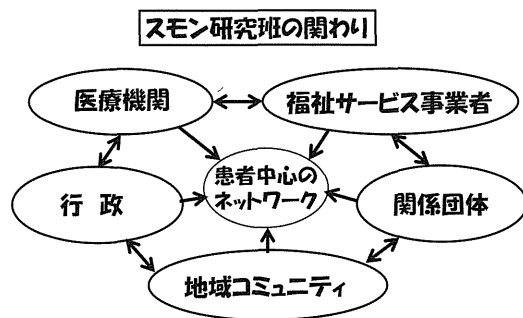 スモン研究班の関わり
医療機関
福祉サービス事業者
患者中心の
ネットワーク
行 政
関係団体
地域コミュニティ